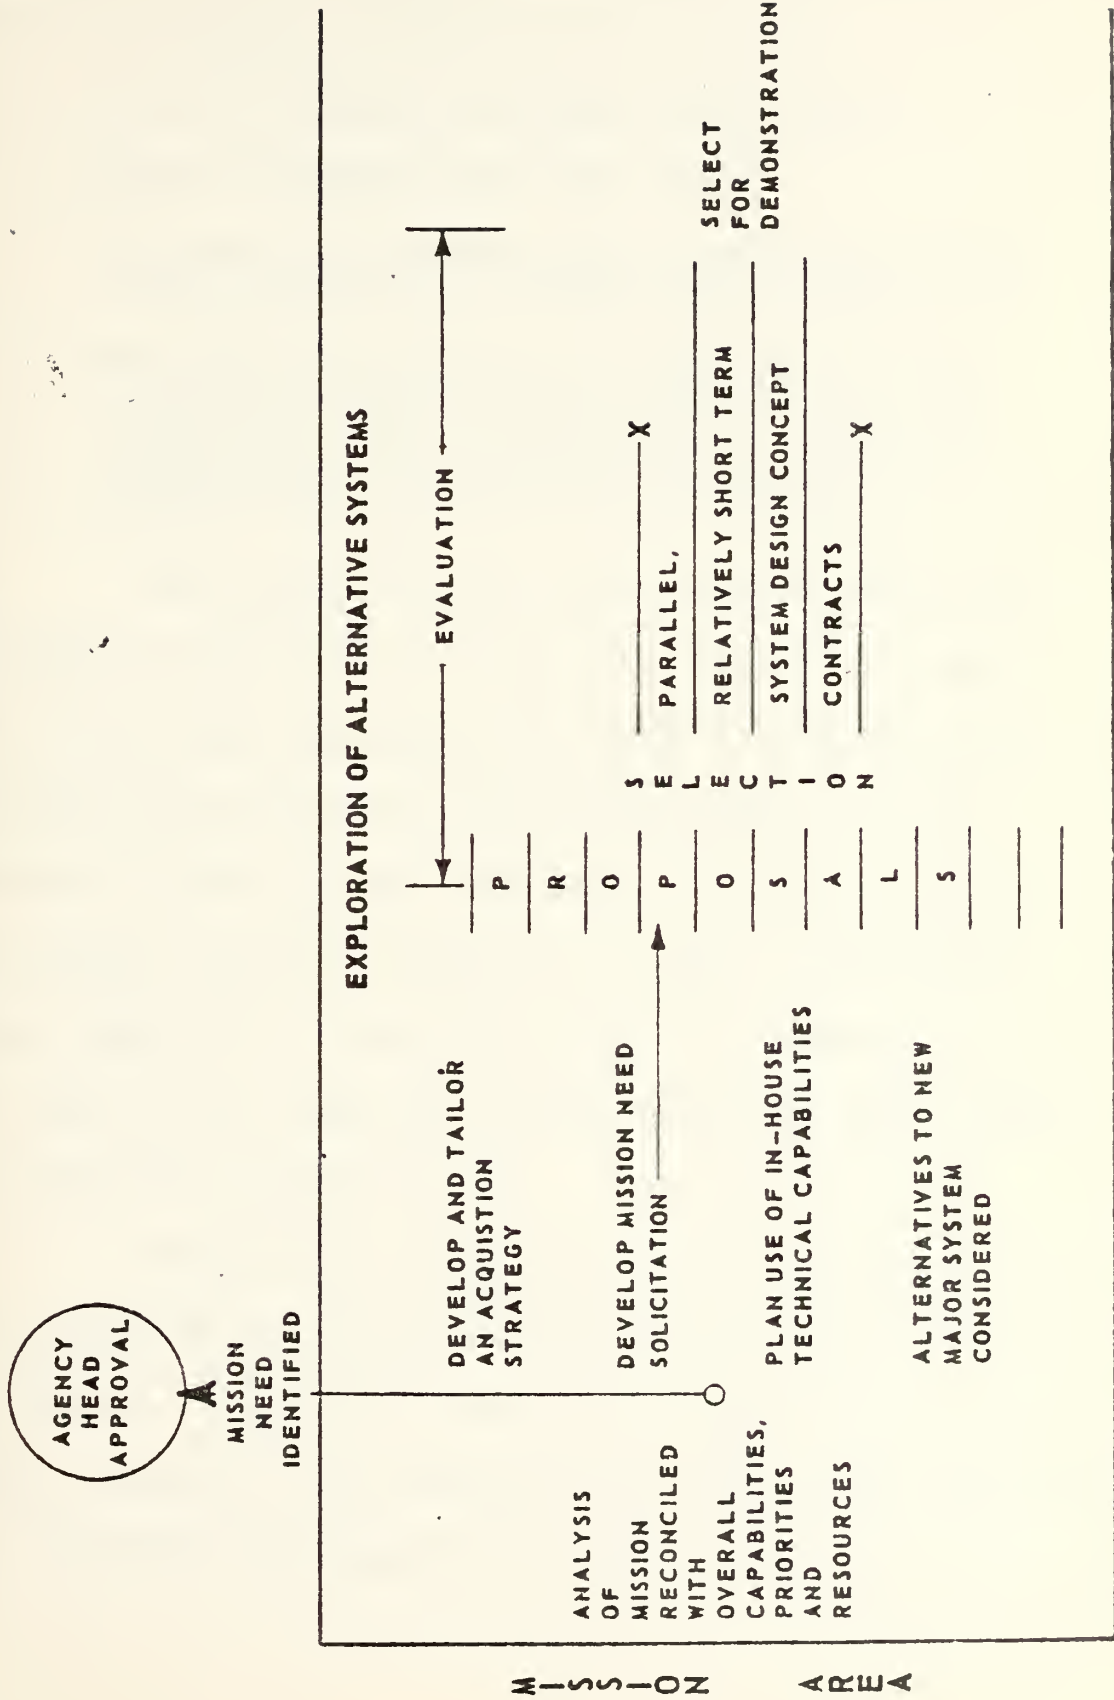 AGENCY
HEAD
APPROVAL
A
MISSION
NEED
IDENTIFIED
EXPLORATION OF ALTERNATIVE SYSTEMS
MISSION AREA
ANALYSIS
OF
MISSION
RECONCILED
WITH
OVERALL
CAPABILITIES,
PRIORITIES
AND
RESOURCES
DEVELOP AND TAILOR
AN ACQUISTION
STRATEGY
DEVELOP MISSION NEED
SOLICITATION
PLAN USE OF IN-HOUSE
TECHNICAL CAPABILITIES
ALTERNATIVES TO NEW
MAJOR SYSTEM
CONSIDERED
PROPOSALS
EVALUATION
SELECTION
X
PARALLEL,
RELATIVELY SHORT TERM
SYSTEM DESIGN CONCEPT
CONTRACTS
X
SELECT
FOR
DEMONSTRATION